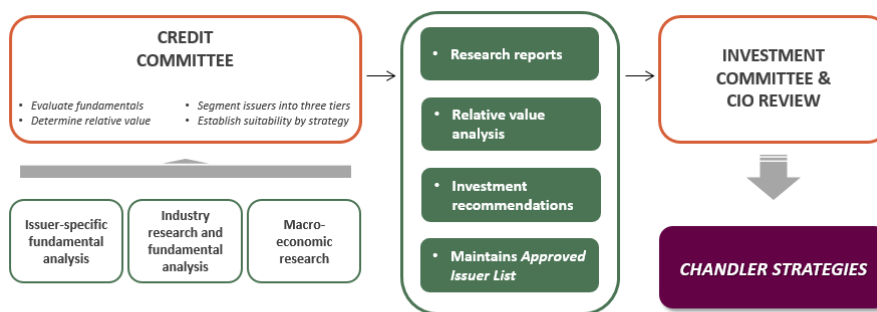 CREDIT
COMMITTEE
• Evaluate fundamentals
• Determine relative value
• Segment issuers into three tiers
• Establish suitability by strategy
Issuer-specific
fundamental
analysis
Industry
research and
fundamental
analysis
Macro-
economic
research
• Research reports
• Relative value
analysis
• Investment
recommendations
• Maintains Approved
Issuer List
INVESTMENT
COMMITTEE &
CIO REVIEW
CHANDLER STRATEGIES